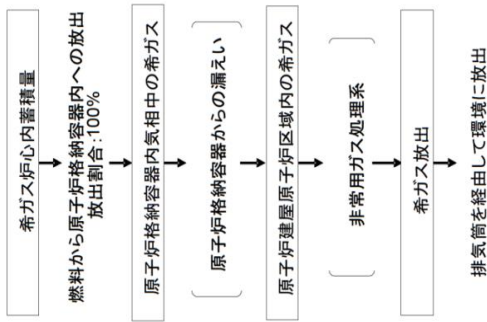 希ガス炉心内蓄積量
燃料から原子炉格納容器内への放出
放出割合:100%
原子炉格納容器内気相中の希ガス
原子炉格納容器からの漏えい
原子炉建屋原子炉区域内の希ガス
非常用ガス処理系
希ガス放出
排気筒を経由して環境に放出